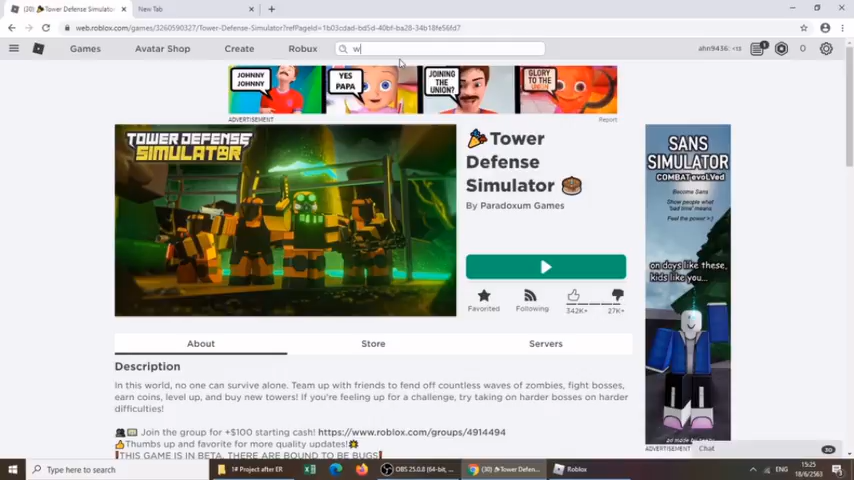 (30) Tower Defense Simulator
New Tab
web.roblox.com/games/3260590327/Tower-Defense-Simulator?refPageId=1b03cdad-bd5d-40bf-ba28-34b18fe56fd7
Games Avatar Shop Create Robux w ahn9436: <13 0
JOHNNY JOHNNY
YES PAPA
JOINING THE UNION?
GLORY TO THE UNION
ADVERTISEMENT Report
TOWER DEFENSE SIMULATOR
Tower Defense Simulator
By Paradoxum Games
Favorited Following 342K+ 27K+
SANS SIMULATOR
COMBAT evoLVed
Become Sans
Show people what "bad time" means
Feel the power >:)
on days like these, kids like you...
ADVERTISEMENT
About Store Servers
Description
In this world, no one can survive alone. Team up with friends to fend off countless waves of zombies, fight bosses,
earn coins, level up, and buy new towers! If you're feeling up for a challenge, try taking on harder bosses on harder
difficulties!
Join the group for +$100 starting cash! https://www.roblox.com/groups/4914494
Thumbs up and favorite for more quality updates!
THIS GAME IS IN BETA. THERE ARE BOUND TO BE BUGS
Chat 30
Type here to search
1# Project after ER
OBS 25.0.8 (64-bit, ...
(30) Tower Defens...
Roblox
ENG
15:25
18/6/2563